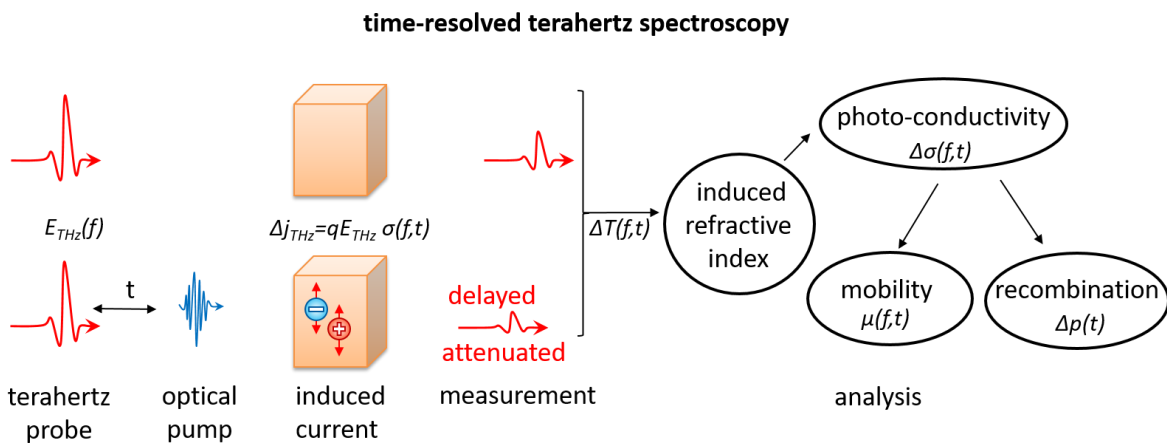 time-resolved terahertz spectroscopy
E_THz(f)
Δj_THz=qE_THz σ(f,t)
t
−
+
delayed
attenuated
ΔT(f,t)
induced
refractive
index
photo-conductivity
Δσ(f,t)
mobility
μ(f,t)
recombination
Δp(t)
terahertz
probe
optical
pump
induced
current
measurement
analysis